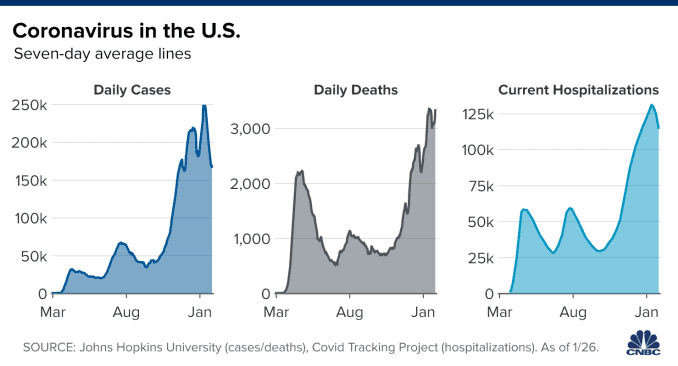 Coronavirus in the U.S.
Seven-day average lines
Daily Cases
250k
200k
150k
100k
50k
0
Mar Aug Jan
Daily Deaths
3,000
2,000
1,000
0
Mar Aug Jan
Current Hospitalizations
125k
100k
75k
50k
25k
0
Mar Aug Jan
SOURCE: Johns Hopkins University (cases/deaths), Covid Tracking Project (hospitalizations). As of 1/26.
CNBC